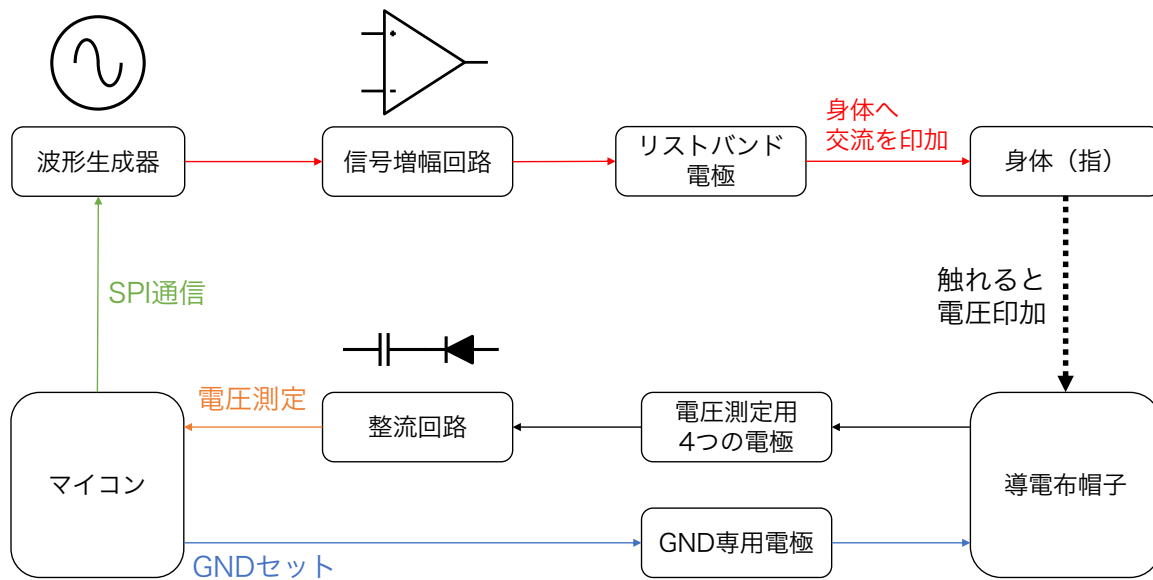 身体へ
交流を印加
波形生成器
信号増幅回路
リストバンド
電極
身体（指）
SPI通信
触れると
電圧印加
電圧測定
整流回路
電圧測定用
4つの電極
マイコン
導電布帽子
GNDセット
GND専用電極